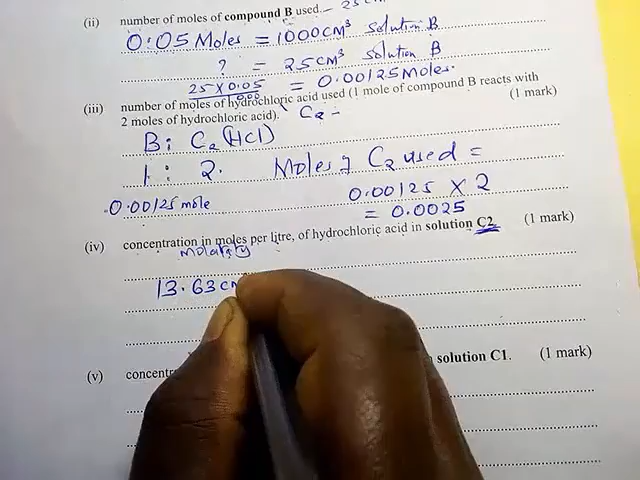 (ii) number of moles of compound B used.
0.05 Moles = 1000cm³ solution B
? = 25cm³ solution B
25 x 0.05
= 0.00125 Moles.
(iii) number of moles of hydrochloric acid used (1 mole of compound B reacts with
2 moles of hydrochloric acid). (1 mark)
C2 =
B : C2 (HCl)
1 : 2. Moles of C2 used =
0.00125 mole 0.00125 x 2
= 0.0025
(iv) concentration in moles per litre, of hydrochloric acid in solution C2 (1 mark)
molarity
13.63 cm
(v) concentr solution C1. (1 mark)